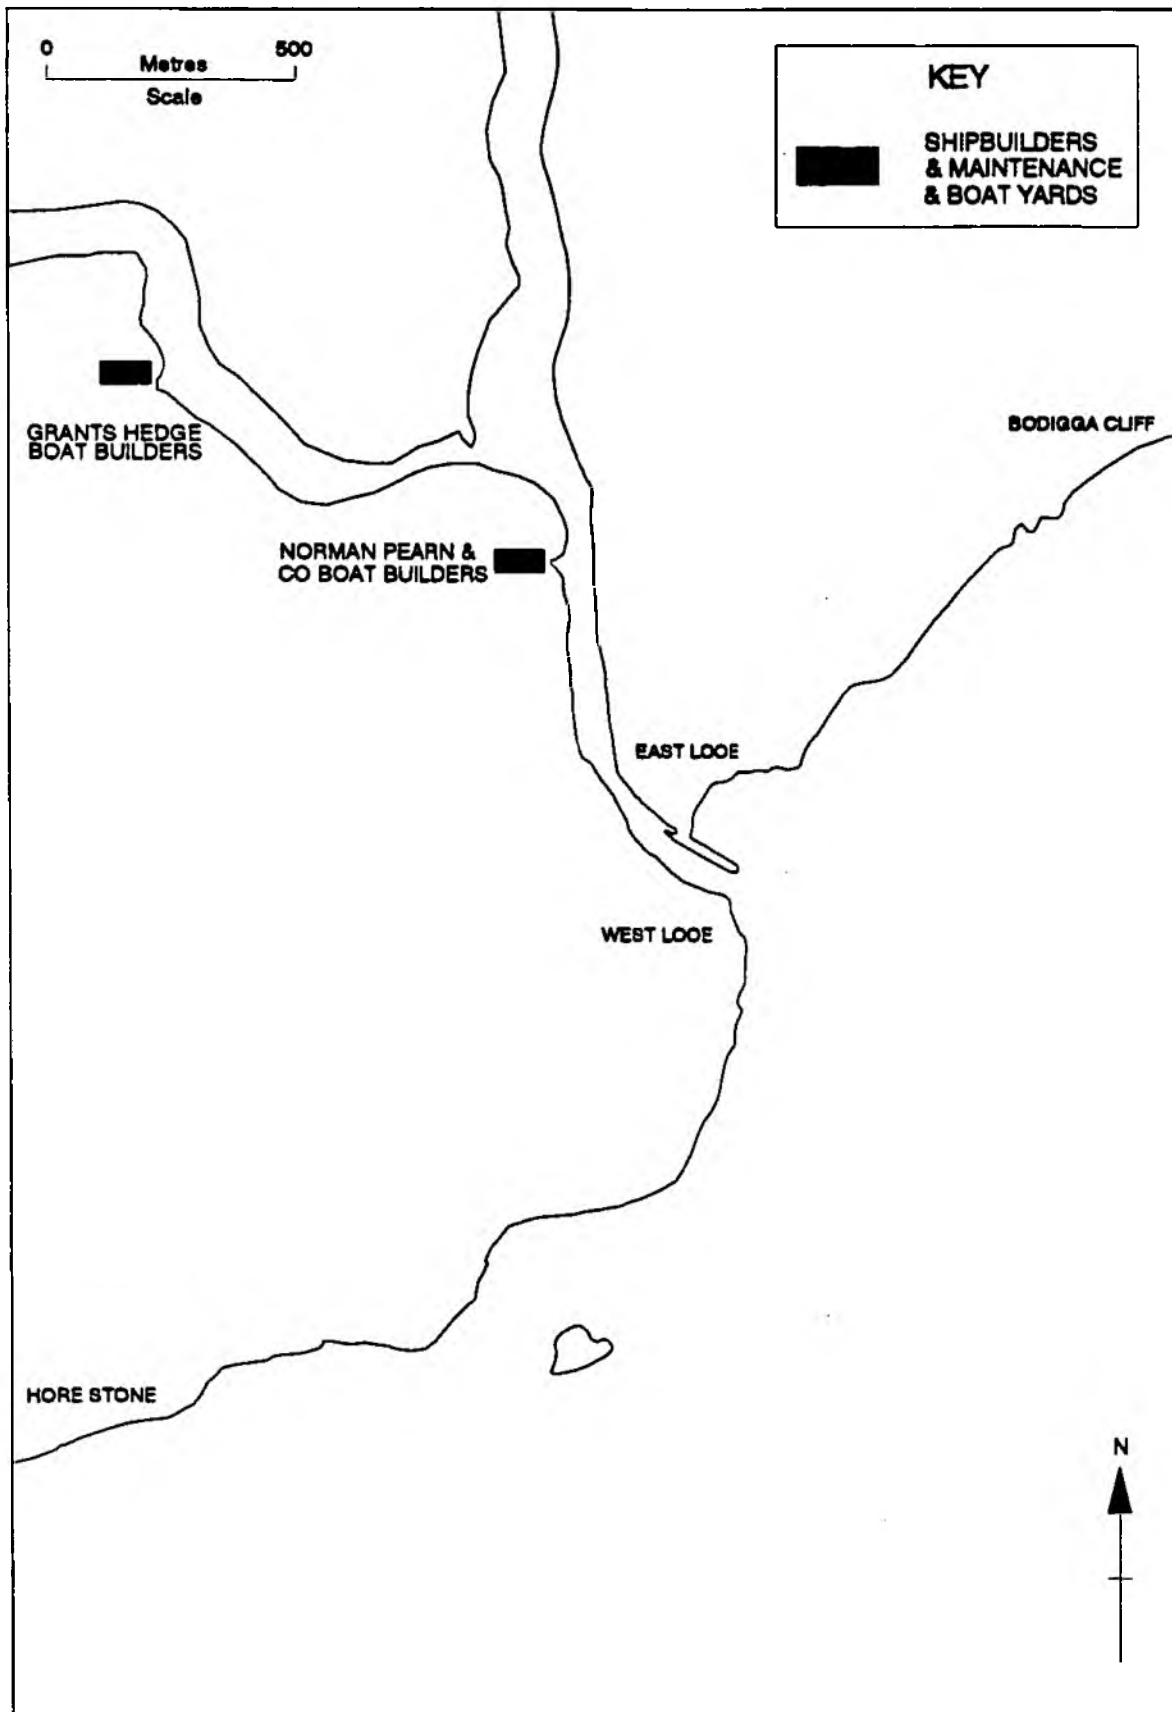 0 500
Metres
Scale
KEY
SHIPBUILDERS
& MAINTENANCE
& BOAT YARDS
GRANTS HEDGE
BOAT BUILDERS
BODIGGA CLIFF
NORMAN PEARN &
CO BOAT BUILDERS
EAST LOOE
WEST LOOE
HORE STONE
N